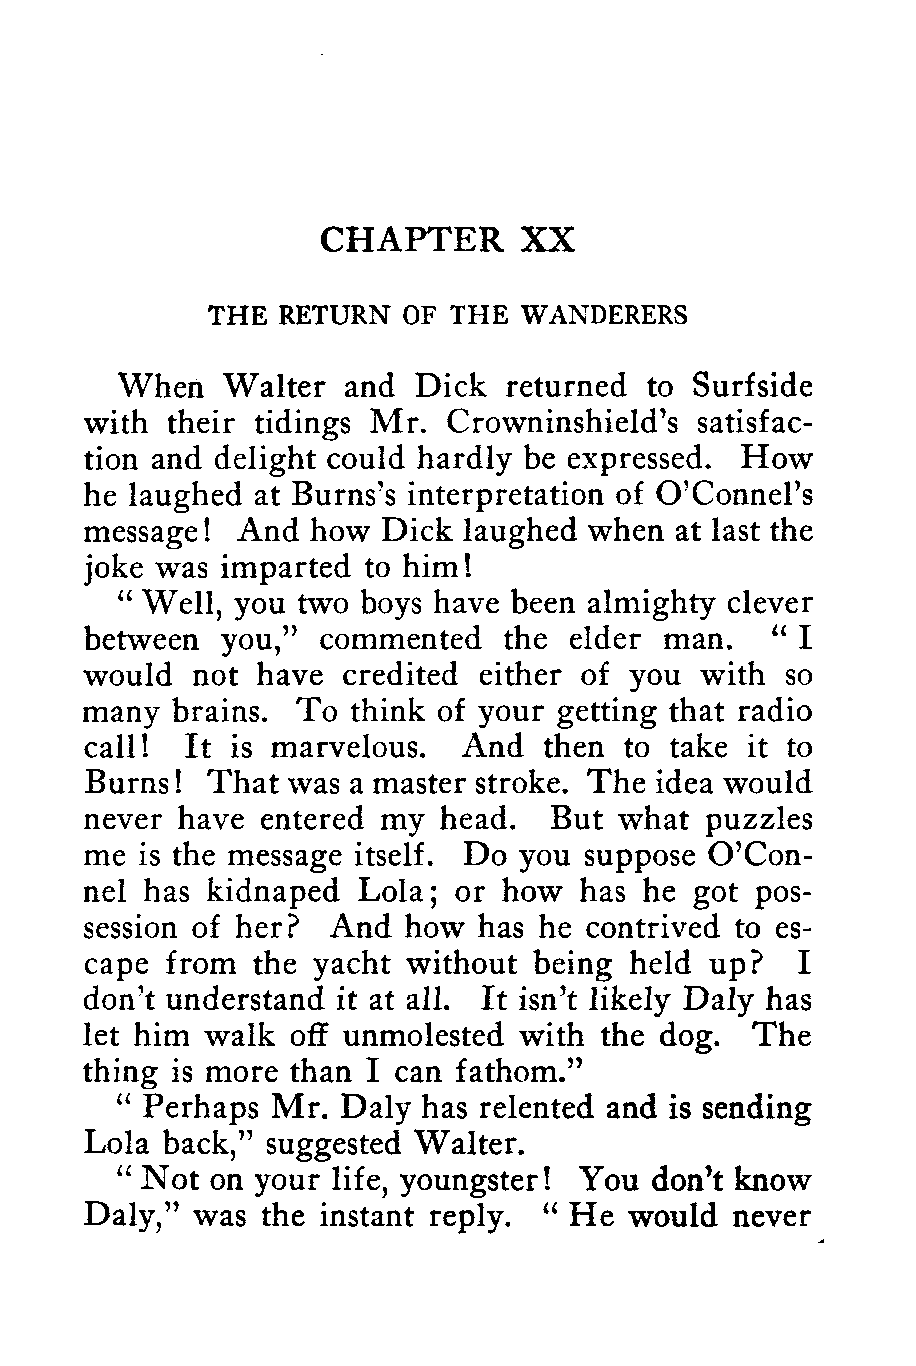 CHAPTER XX
THE RETURN OF THE WANDERERS
When Walter and Dick returned to Surfside
with their tidings Mr. Crowninshield's satisfac-
tion and delight could hardly be expressed. How
he laughed at Burns's interpretation of O'Connel's
message! And how Dick laughed when at last the
joke was imparted to him!
“ Well, you two boys have been almighty clever
between you,” commented the elder man. “ I
would not have credited either of you with so
many brains. To think of your getting that radio
call! It is marvelous. And then to take it to
Burns! That was a master stroke. The idea would
never have entered my head. But what puzzles
me is the message itself. Do you suppose O'Con-
nel has kidnaped Lola; or how has he got pos-
session of her? And how has he contrived to es-
cape from the yacht without being held up? I
don't understand it at all. It isn't likely Daly has
let him walk off unmolested with the dog. The
thing is more than I can fathom.”
“ Perhaps Mr. Daly has relented and is sending
Lola back,” suggested Walter.
“ Not on your life, youngster! You don't know
Daly,” was the instant reply. “ He would never